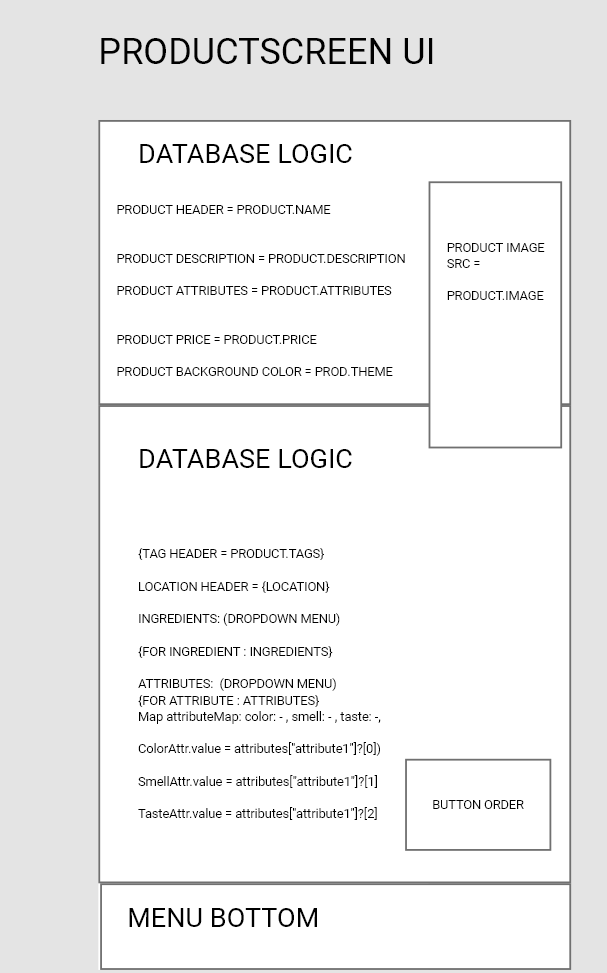 PRODUCTSCREEN UI
DATABASE LOGIC
PRODUCT HEADER = PRODUCT.NAME
PRODUCT DESCRIPTION = PRODUCT.DESCRIPTION
PRODUCT ATTRIBUTES = PRODUCT.ATTRIBUTES
PRODUCT PRICE = PRODUCT.PRICE
PRODUCT BACKGROUND COLOR = PROD.THEME
PRODUCT IMAGE
SRC =
PRODUCT.IMAGE
DATABASE LOGIC
{TAG HEADER = PRODUCT.TAGS}
LOCATION HEADER = {LOCATION}
INGREDIENTS: (DROPDOWN MENU)
{FOR INGREDIENT : INGREDIENTS}
ATTRIBUTES:  (DROPDOWN MENU)
{FOR ATTRIBUTE : ATTRIBUTES}
Map attributeMap: color: - , smell: - , taste: -,
ColorAttr.value = attributes["attribute1"]?[0])
SmellAttr.value = attributes["attribute1"]?[1]
TasteAttr.value = attributes["attribute1"]?[2]
BUTTON ORDER
MENU BOTTOM